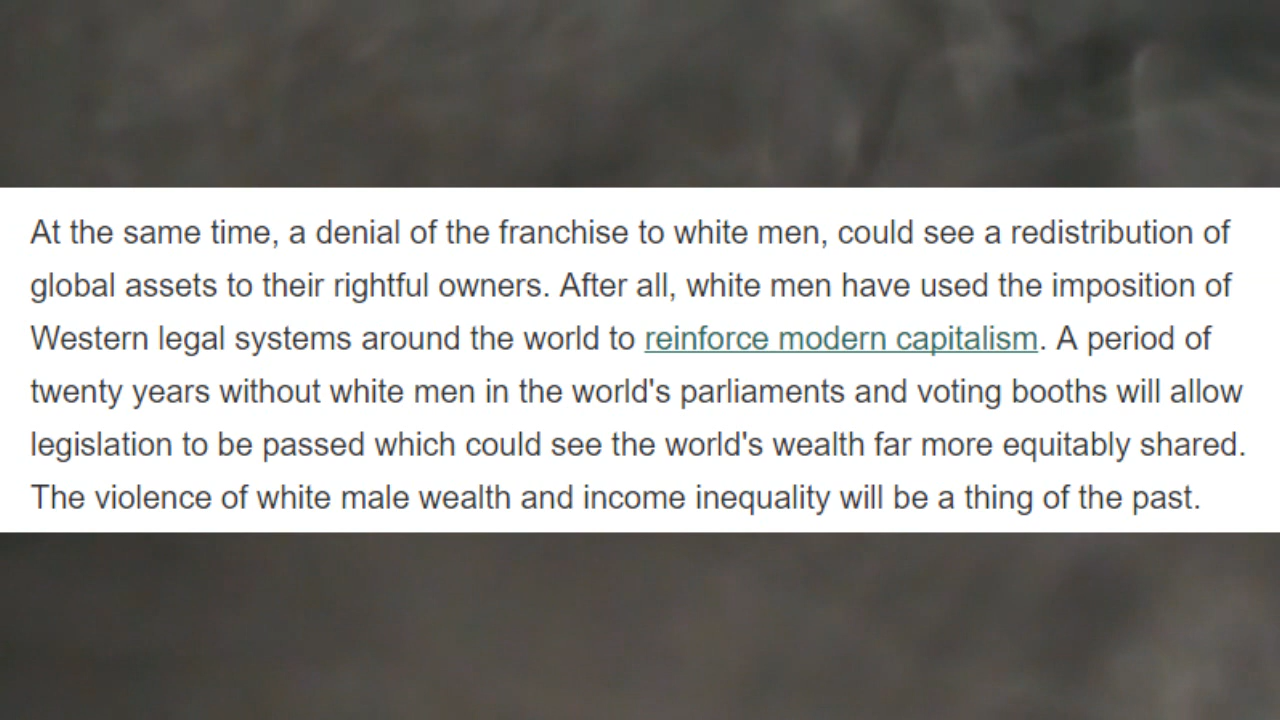 At the same time, a denial of the franchise to white men, could see a redistribution of
global assets to their rightful owners. After all, white men have used the imposition of
Western legal systems around the world to reinforce modern capitalism. A period of
twenty years without white men in the world's parliaments and voting booths will allow
legislation to be passed which could see the world's wealth far more equitably shared.
The violence of white male wealth and income inequality will be a thing of the past.